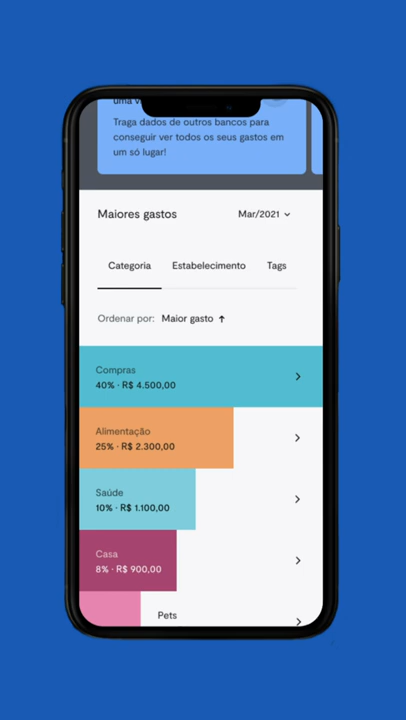 uma v
Traga dados de outros bancos para
conseguir ver todos os seus gastos em
um só lugar!
Maiores gastos
Mar/2021
Categoria Estabelecimento Tags
Ordenar por: Maior gasto ↑
Compras
40% · R$ 4.500,00
Alimentação
25% · R$ 2.300,00
Saúde
10% · R$ 1.100,00
Casa
8% · R$ 900,00
Pets